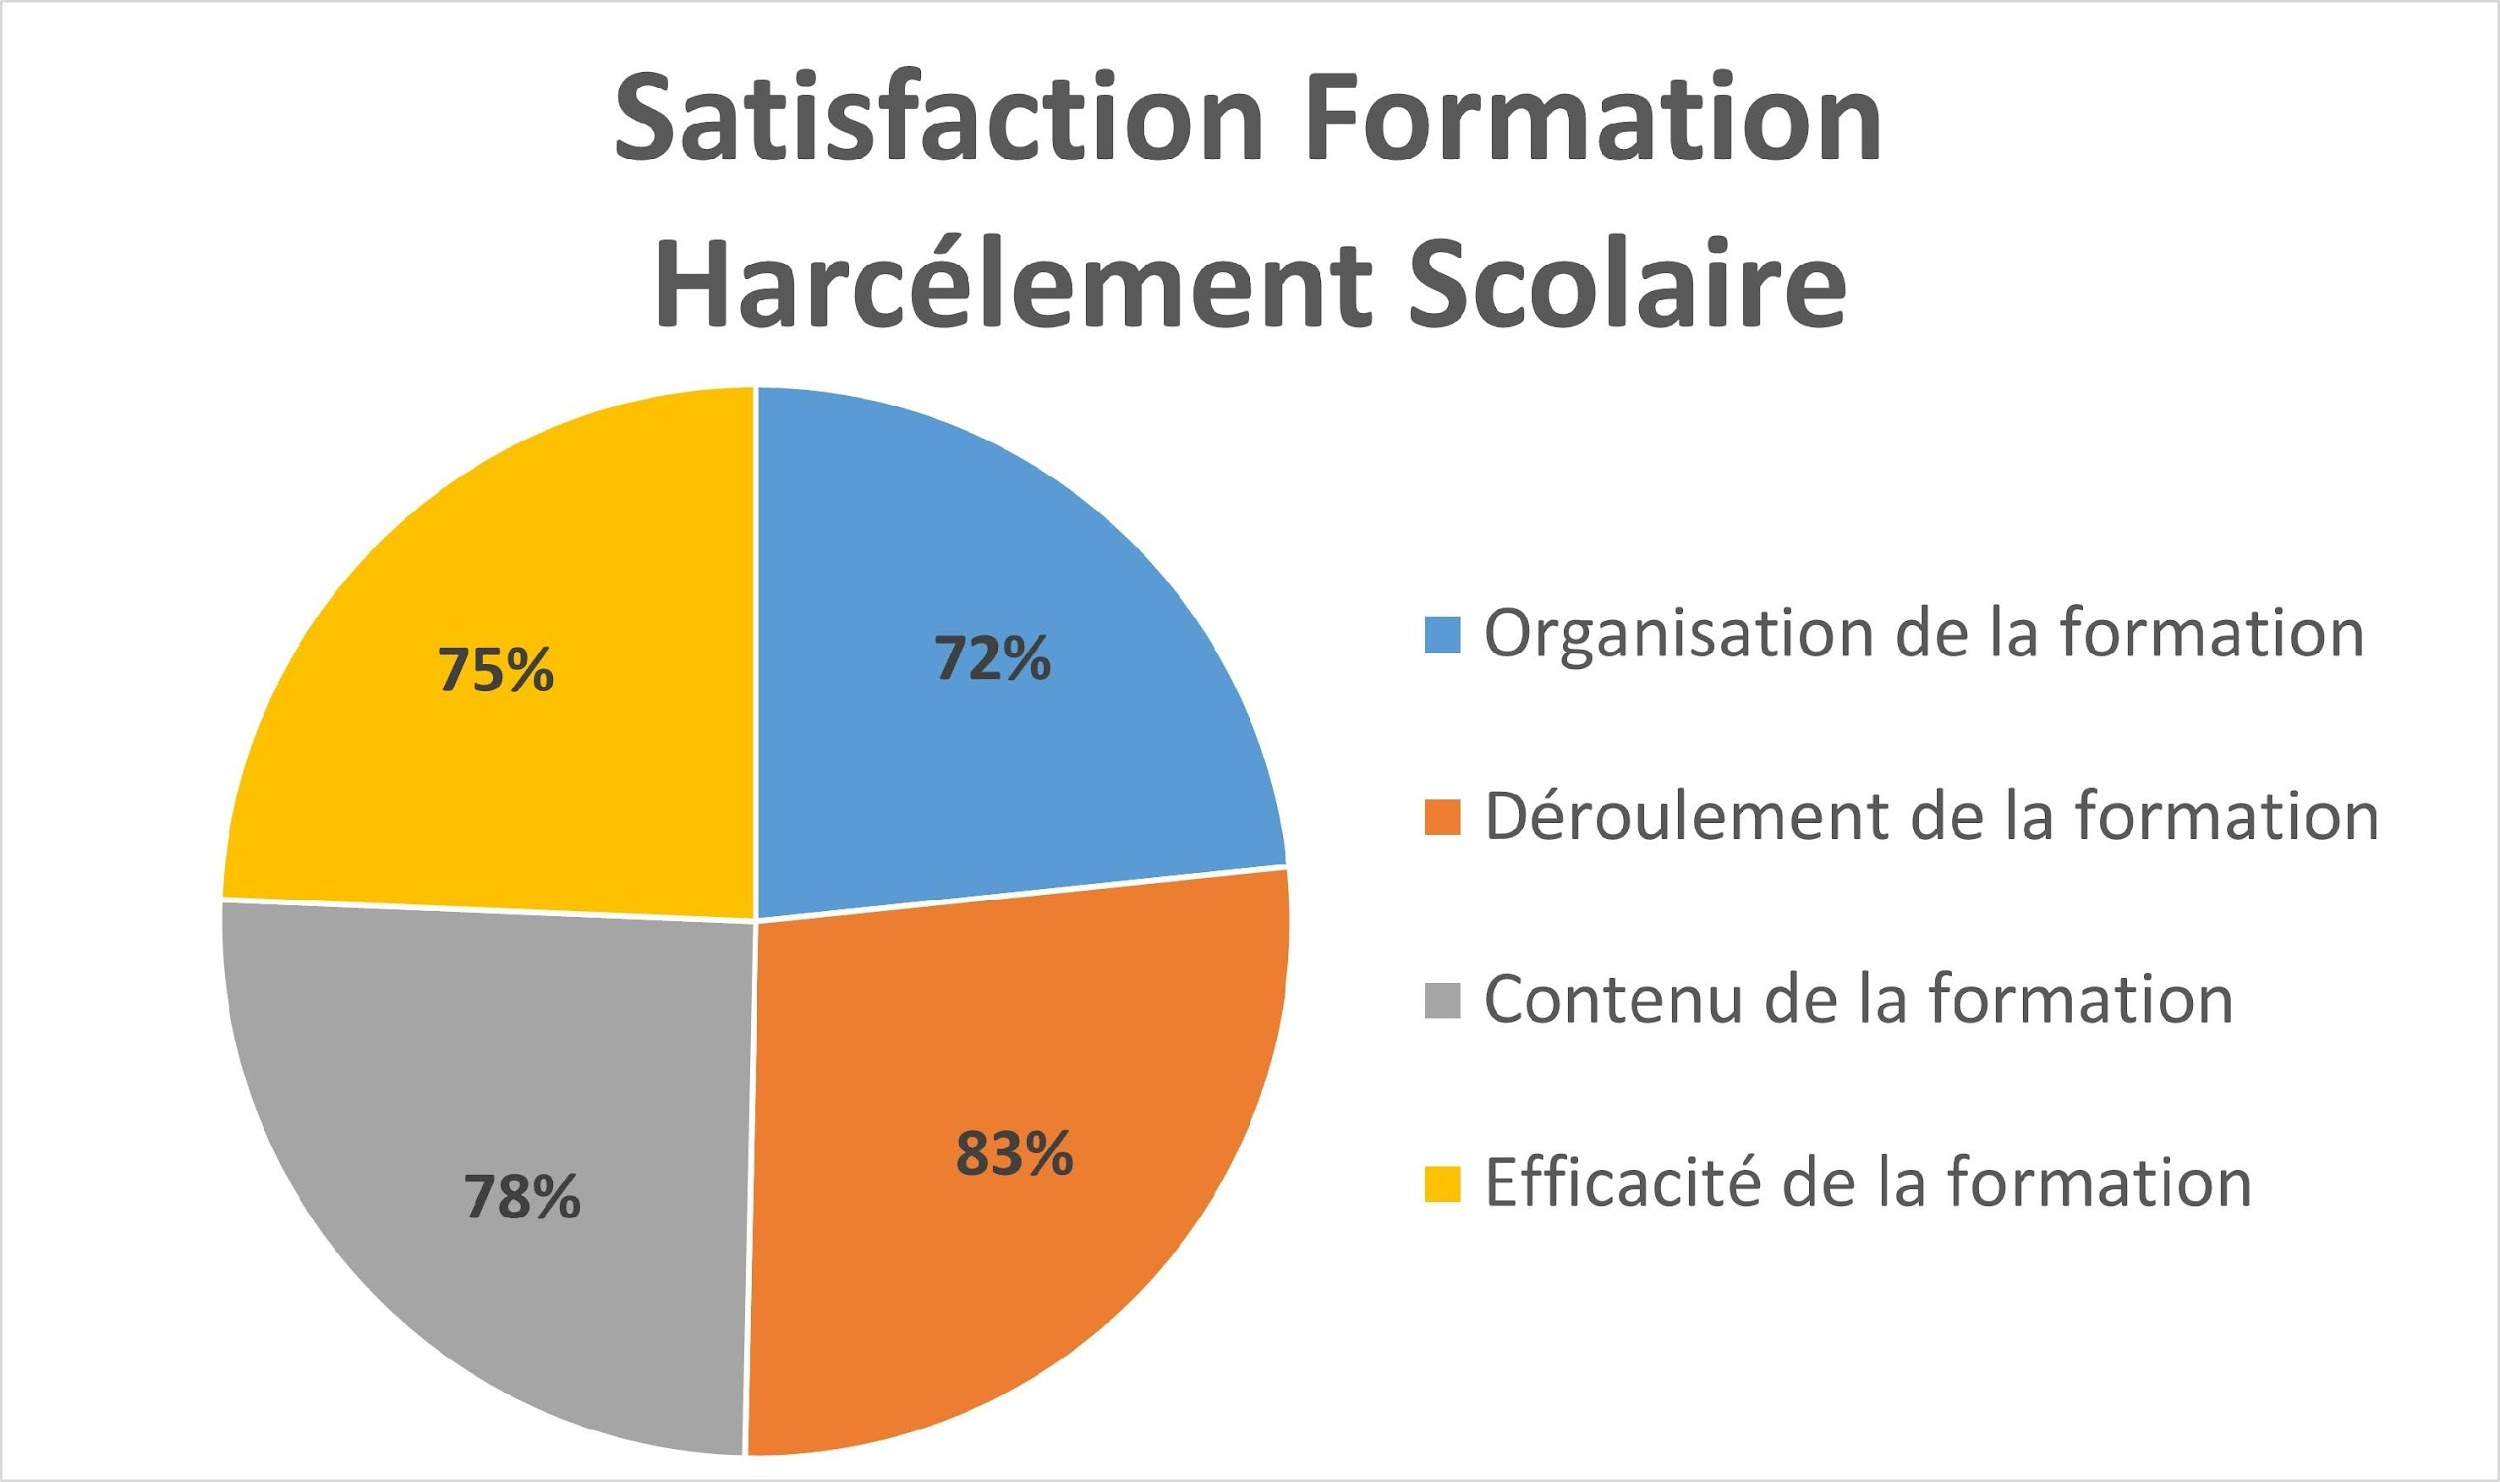 Satisfaction Formation
Harcélement Scolaire
75%
72%
83%
78%
Organisation de la formation
Déroulement de la formation
Contenu de la formation
Efficacité de la formation